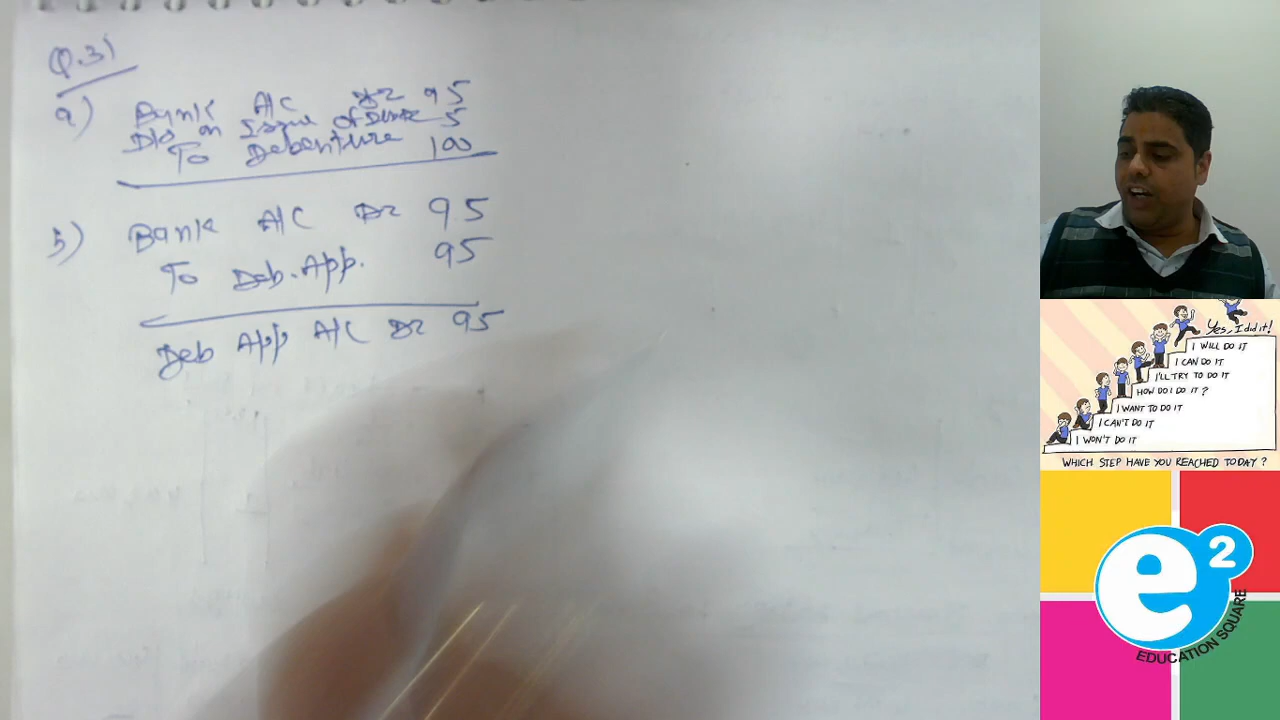 Q.31
a) Bank A/C Dr 95
Dis on Issue of Deb 5
To Debenture 100
b) Bank A/C Dr 95
To Deb. App. 95
Deb App A/C Dr 95
Yes, I did it!
I WILL DO IT
I CAN DO IT
I'LL TRY TO DO IT
HOW DO I DO IT?
I WANT TO DO IT
I CAN'T DO IT
I WON'T DO IT
WHICH STEP HAVE YOU REACHED TODAY?
e2
EDUCATION SQUARE